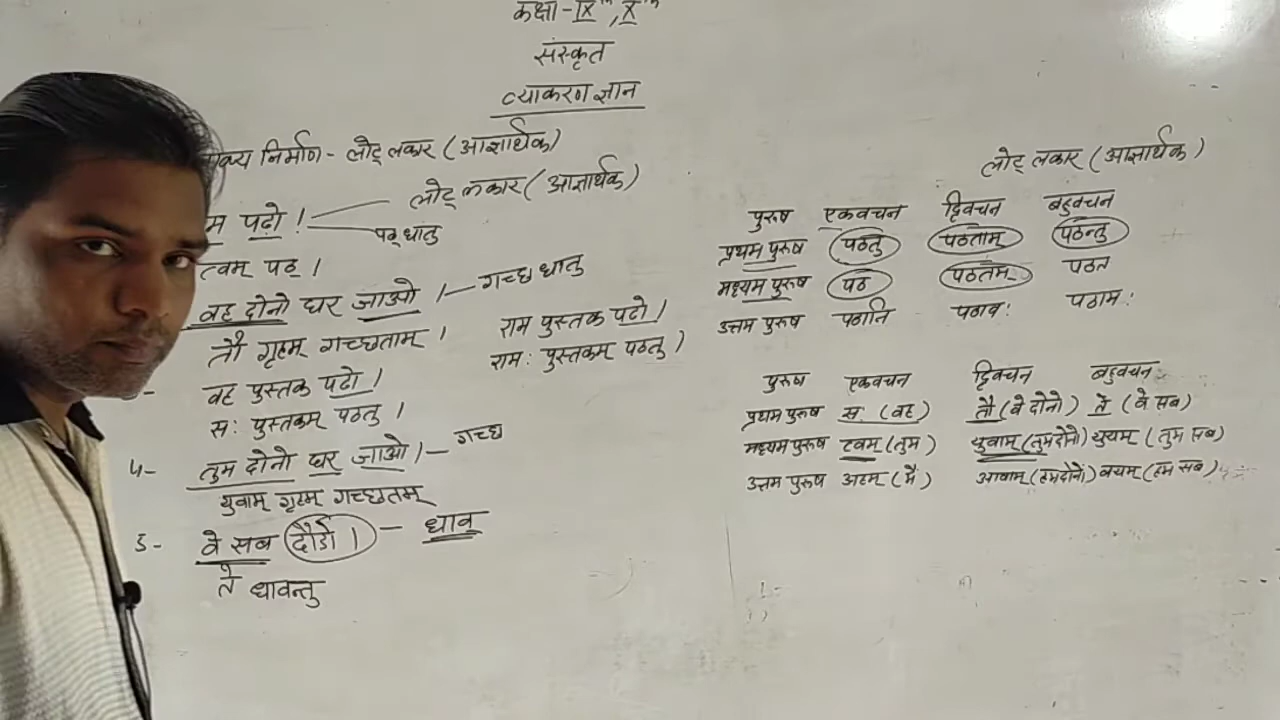 कक्षा - IXth, Xth
संस्कृत
व्याकरण ज्ञान
निर्माण - लोट् लकार (आज्ञार्थक)
पढो ! लोट् लकार (आज्ञार्थक)
पठ् धातु
त्वम् पठ ।
वह दोनो घर जाओ । - गच्छ धातु
तौ गृहम् गच्छताम् ।
राम पुस्तक पढो ।
रामः पुस्तकम् पठतु ।
वह पुस्तक पढो ।
सः पुस्तकम् पठतु ।
4- तुम दोनो घर जाओ । - गच्छ
युवाम् गृहम् गच्छतम्
5- वे सब दौडो । - धाव्
ते धावन्तु
लोट् लकार (आज्ञार्थक)
पुरुष एकवचन द्विवचन बहुवचन
प्रथम पुरुष पठतु पठताम् पठन्तु
मध्यम पुरुष पठ पठतम् पठत
उत्तम पुरुष पठानि पठावः पठामः
पुरुष एकवचन द्विवचन बहुवचन
प्रथम पुरुष स: (वह) तौ (वे दोनो) ते (वे सब)
मध्यम पुरुष त्वम् (तुम) युवाम् (तुम दोनो) युयम् (तुम सब)
उत्तम पुरुष अहम् (मैं) आवाम् (हम दोनो) वयम् (हम सब)